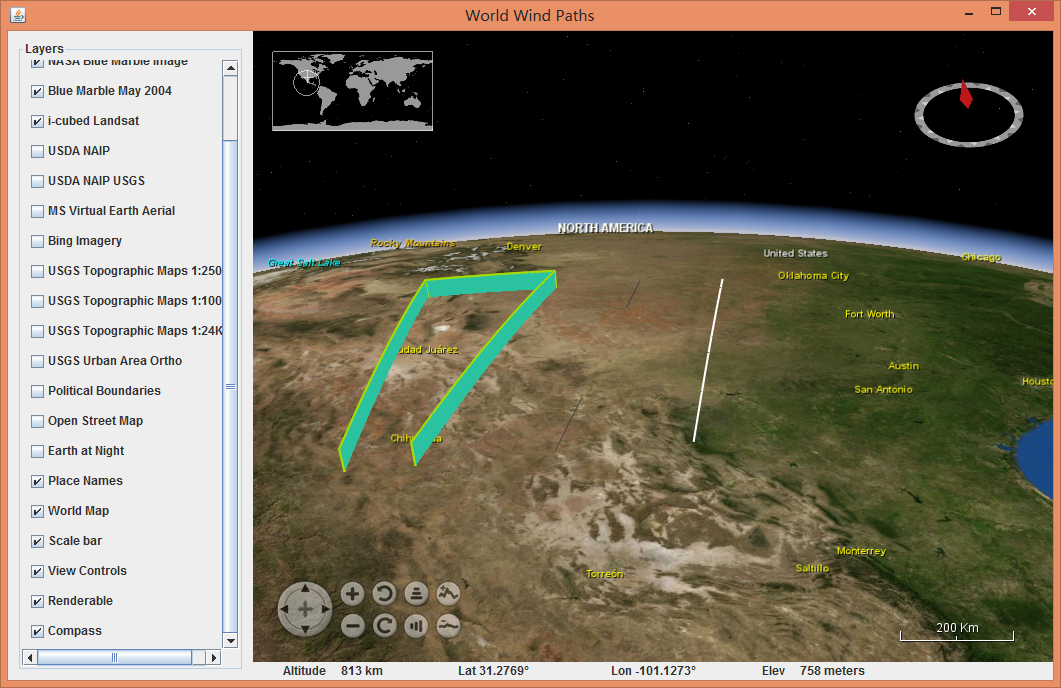 World Wind Paths
Layers
NASA Blue Marble Image
Blue Marble May 2004
i-cubed Landsat
USDA NAIP
USDA NAIP USGS
MS Virtual Earth Aerial
Bing Imagery
USGS Topographic Maps 1:250
USGS Topographic Maps 1:100
USGS Topographic Maps 1:24K
USGS Urban Area Ortho
Political Boundaries
Open Street Map
Earth at Night
Place Names
World Map
Scale bar
View Controls
Renderable
Compass
NORTH AMERICA
Rocky Mountains
Denver
Great Salt Lake
United States
Chicago
Oklahoma City
Fort Worth
udad Juárez
Austin
San Antonio
Housto
Chih ua
Monterrey
Saltillo
Torreón
200 Km
Altitude 813 km Lat 31.2769° Lon -101.1273° Elev 758 meters